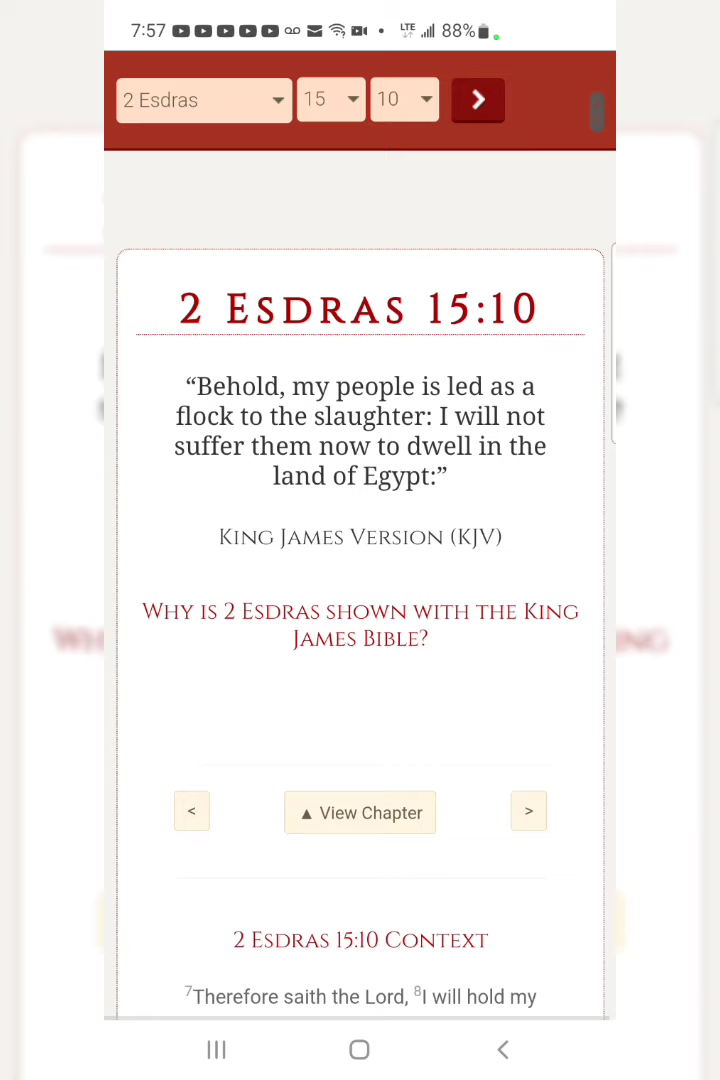 7:57 LTE 88%
2 Esdras 15 10
2 Esdras 15:10
“Behold, my people is led as a
flock to the slaughter: I will not
suffer them now to dwell in the
land of Egypt:”
King James Version (KJV)
Why is 2 Esdras shown with the King
James Bible?
< ▲ View Chapter >
2 Esdras 15:10 Context
7Therefore saith the Lord, 8I will hold my